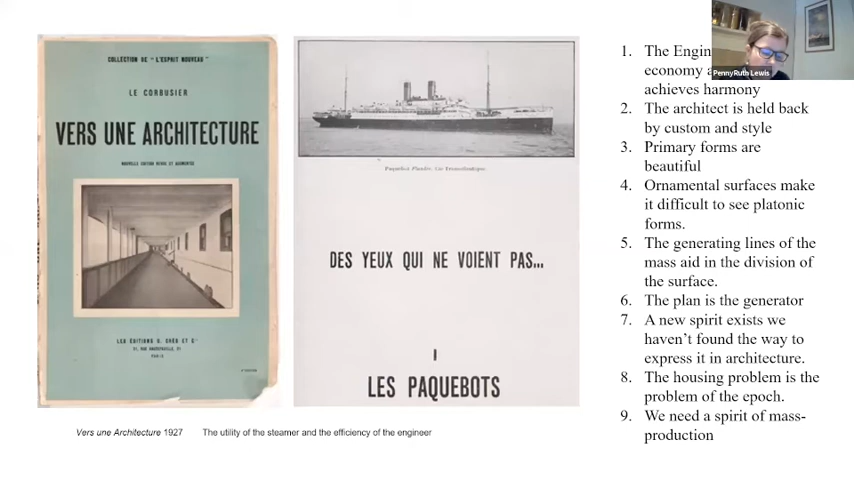 COLLECTION DE "L'ESPRIT NOUVEAU"
LE CORBUSIER
VERS UNE ARCHITECTURE
NOUVELLE ÉDITION REVUE ET AUGMENTÉE
LES ÉDITIONS G. CRÈS ET Cie
PARIS
DES YEUX QUI NE VOIENT PAS...
I
LES PAQUEBOTS
Vers une Architecture 1927 The utility of the steamer and the efficiency of the engineer
PennyRuth Lewis
1. The
economy
achieves harmony
2. The architect is held back
by custom and style
3. Primary forms are
beautiful
4. Ornamental surfaces make
it difficult to see platonic
forms.
5. The generating lines of the
mass aid in the division of
the surface.
6. The plan is the generator
7. A new spirit exists we
haven't found the way to
express it in architecture.
8. The housing problem is the
problem of the epoch.
9. We need a spirit of mass-
production